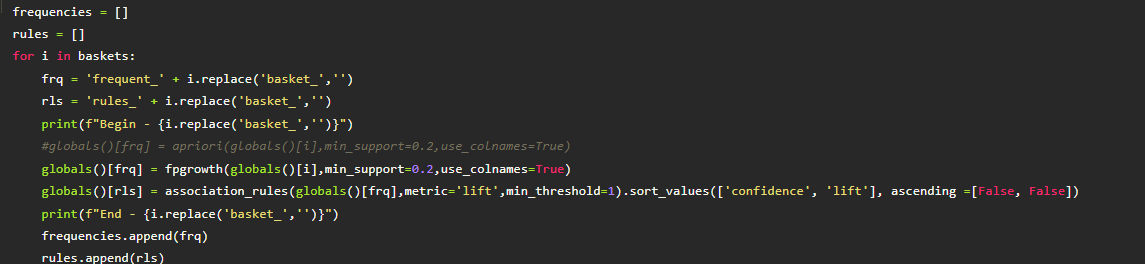 frequencies = []
rules = []
for i in baskets:
    frq = 'frequent_' + i.replace('basket_','')
    rls = 'rules_' + i.replace('basket_','')
    print(f"Begin - {i.replace('basket_','')}")
    #globals()[frq] = apriori(globals()[i],min_support=0.2,use_colnames=True)
    globals()[frq] = fpgrowth(globals()[i],min_support=0.2,use_colnames=True)
    globals()[rls] = association_rules(globals()[frq],metric='lift',min_threshold=1).sort_values(['confidence', 'lift'], ascending =[False, False])
    print(f"End - {i.replace('basket_','')}")
    frequencies.append(frq)
    rules.append(rls)